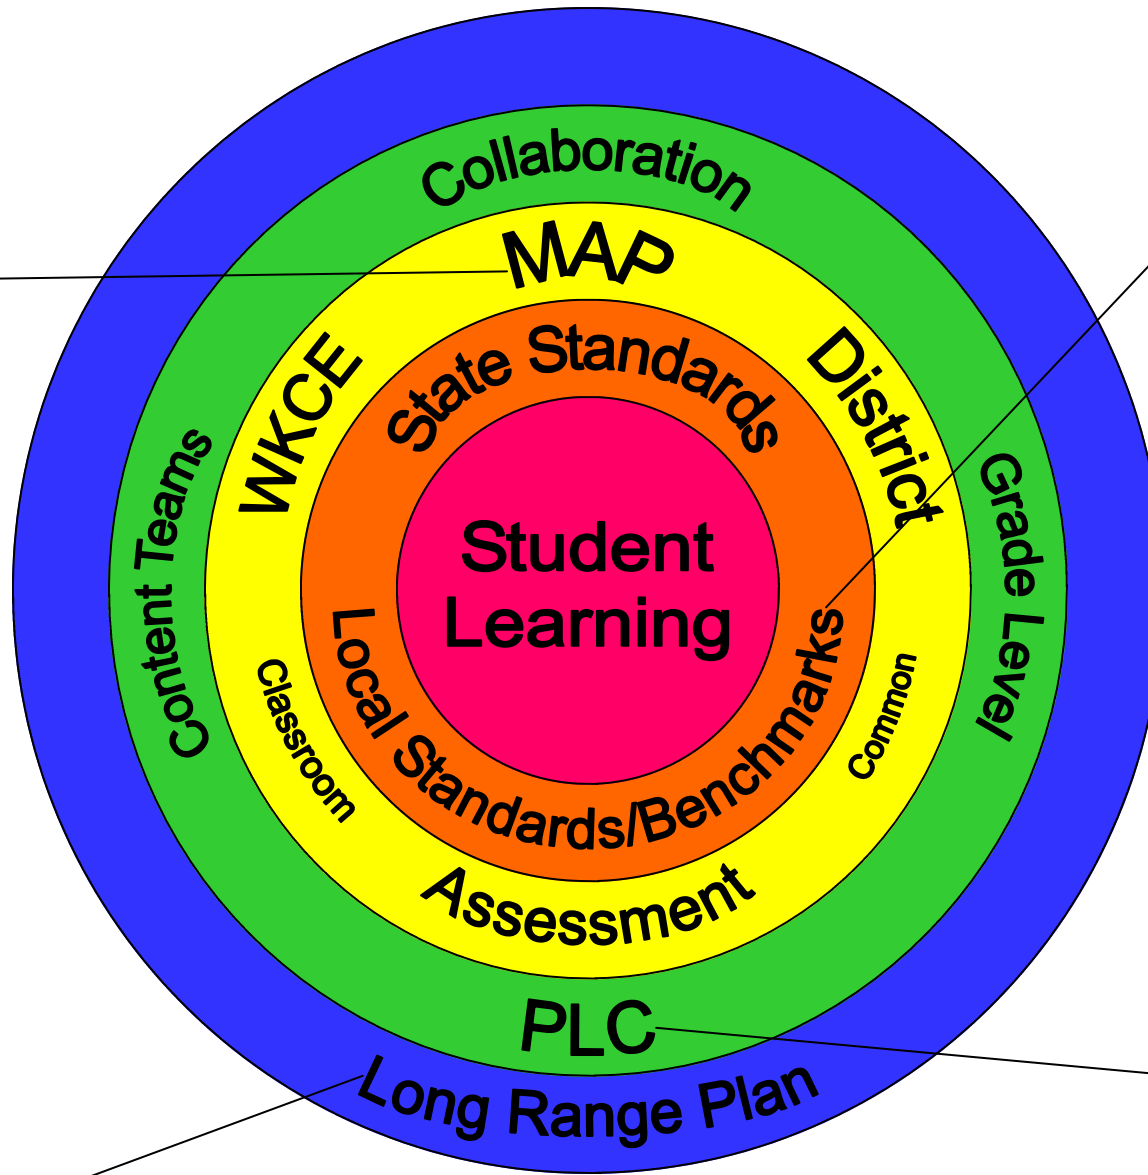 Collaboration
MAP
WKCE
District
State Standards
Content Teams
Grade Level
Student
Learning
Local Standards/Benchmarks
Classroom
Common
Assessment
PLC
Long Range Plan